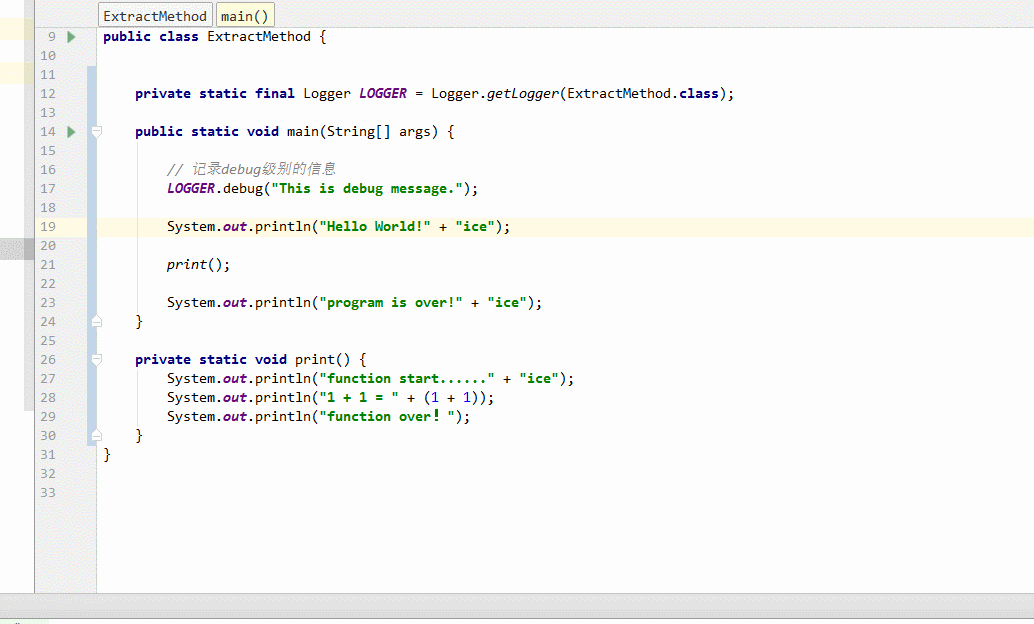 ExtractMethod main()
9 public class ExtractMethod {
10
11
12 private static final Logger LOGGER = Logger.getLogger(ExtractMethod.class);
13
14 public static void main(String[] args) {
15
16 // 记录debug级别的信息
17 LOGGER.debug("This is debug message.");
18
19 System.out.println("Hello World!" + "ice");
20
21 print();
22
23 System.out.println("program is over!" + "ice");
24 }
25
26 private static void print() {
27 System.out.println("function start......" + "ice");
28 System.out.println("1 + 1 = " + (1 + 1));
29 System.out.println("function over！");
30 }
31 }
32
33